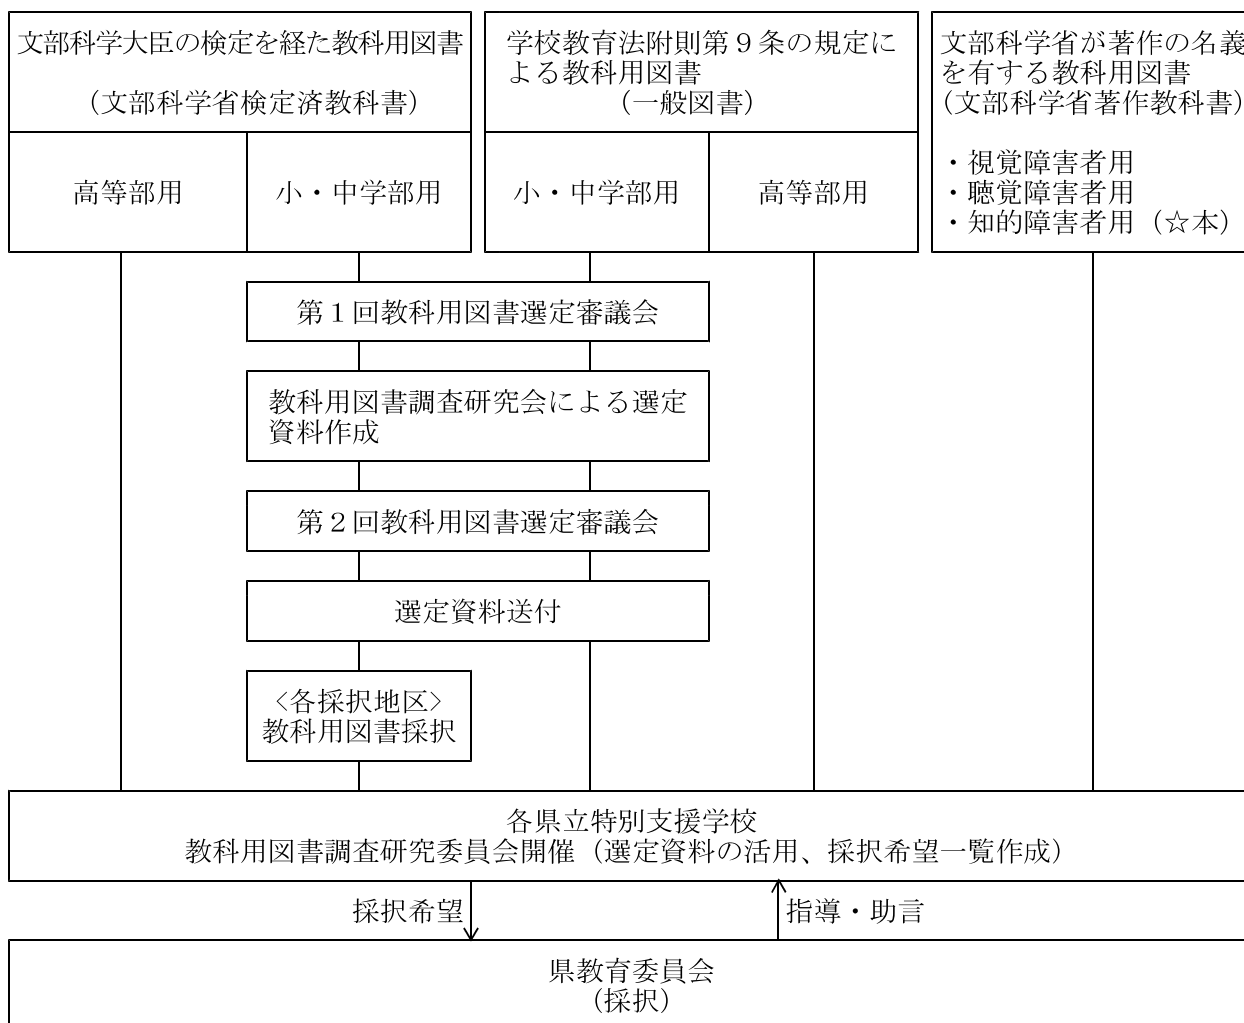 文部科学大臣の検定を経た教科用図書
（文部科学省検定済教科書）
高等部用
小・中学部用
学校教育法附則第９条の規定に
よる教科用図書
（一般図書）
小・中学部用
高等部用
文部科学省が著作の名義
を有する教科用図書
（文部科学省著作教科書）
・視覚障害者用
・聴覚障害者用
・知的障害者用（☆本）
第１回教科用図書選定審議会
教科用図書調査研究会による選定
資料作成
第２回教科用図書選定審議会
選定資料送付
<各採択地区>
教科用図書採択
各県立特別支援学校
教科用図書調査研究委員会開催（選定資料の活用、採択希望一覧作成）
採択希望
指導・助言
県教育委員会
（採択）